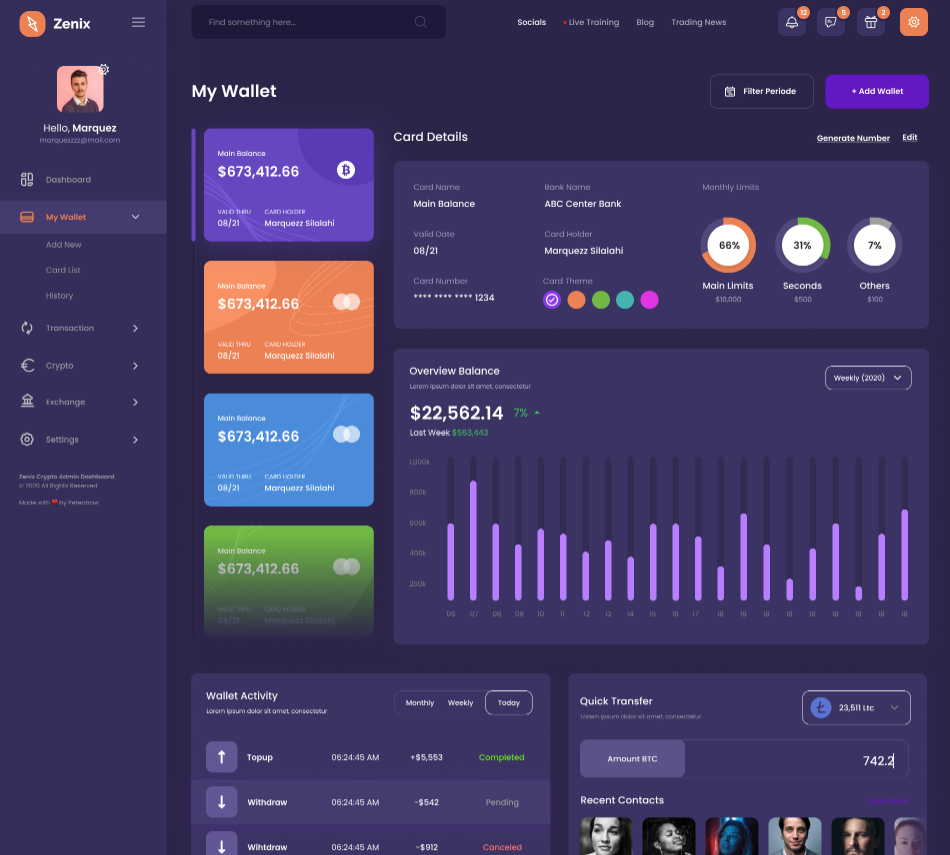 Zenix
Find something here...
Socials
Live Training
Blog
Trading News
12
5
2
Hello, Marquez
marquezzzz@mail.com
Dashboard
My Wallet
Add New
Card List
History
Transaction
Crypto
Exchange
Settings
Zenix Crypto Admin Dashboard
© 2020 All Rights Reserved
Made with ❤ by Peterdraw
My Wallet
Filter Periode
+ Add Wallet
Main Balance
$673,412.66
VALID THRU CARD HOLDER
08/21 Marquezz Silalahi
Main Balance
$673,412.66
VALID THRU CARD HOLDER
08/21 Marquezz Silalahi
Main Balance
$673,412.66
VALID THRU CARD HOLDER
08/21 Marquezz Silalahi
Main Balance
$673,412.66
VALID THRU CARD HOLDER
08/21 Marquezz Silalahi
Card Details
Generate Number
Edit
Card Name
Main Balance
Bank Name
ABC Center Bank
Monthly Limits
Valid Date
08/21
Card Holder
Marquezz Silalahi
Card Number
**** **** **** 1234
Card Theme
66%
Main Limits
$10,000
31%
Seconds
$500
7%
Others
$100
Overview Balance
Lorem ipsum dolor sit amet, consectetur
Weekly (2020)
$22,562.14 7%
Last Week $563,443
1,000k
800k
600k
400k
200k
06 07 08 09 10 11 12 13 14 15 16 17 18 18 18 18 18 18 18 18 18
Wallet Activity
Lorem ipsum dolor sit amet, consectetur
Monthly
Weekly
Today
Topup 06:24:45 AM +$5,553 Completed
Withdraw 06:24:45 AM -$542 Pending
Wihtdraw 06:24:45 AM -$912 Canceled
Quick Transfer
Lorem ipsum dolor sit amet, consectetur
23,511 Ltc
Amount BTC
742.2
Recent Contacts